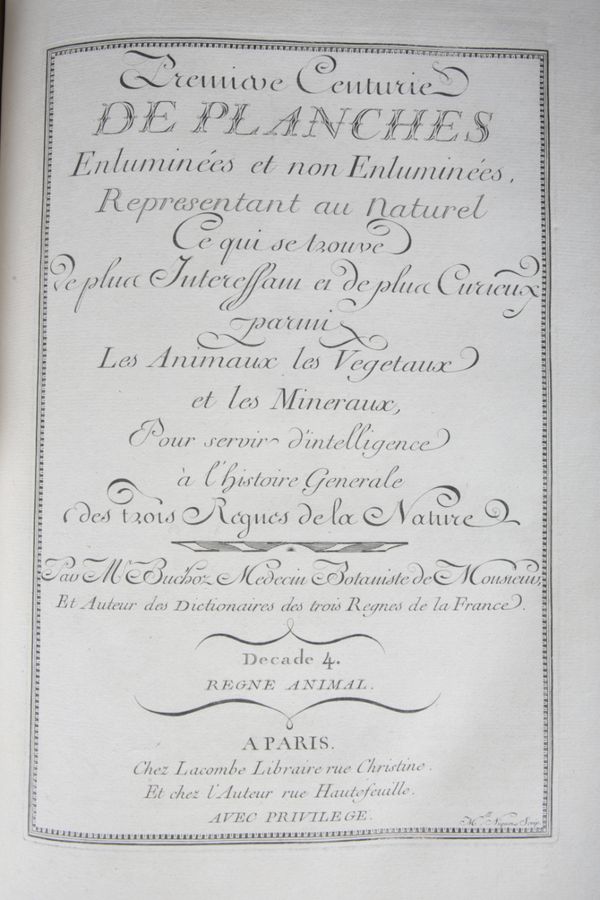 Premiere Centurie
DE PLANCHES
Enluminées et non Enluminées,
Representant au Naturel
Ce qui se trouve
de plus Interessant et de plus Curieux
parmi
Les Animaux les Vegetaux
et les Mineraux,
Pour servir d'intelligence
à l'histoire Generale
des trois Regnes de la Nature
Par Mr. Buchoz Medecin Botaniste de Monsieur,
Et Auteur des Dictionaires des trois Regnes de la France.
Decade 4.
REGNE ANIMAL.
A PARIS.
Chez Lacombe Libraire rue Christine.
Et chez l'Auteur rue Hautefeuille.
AVEC PRIVILEGE.
Sculp.